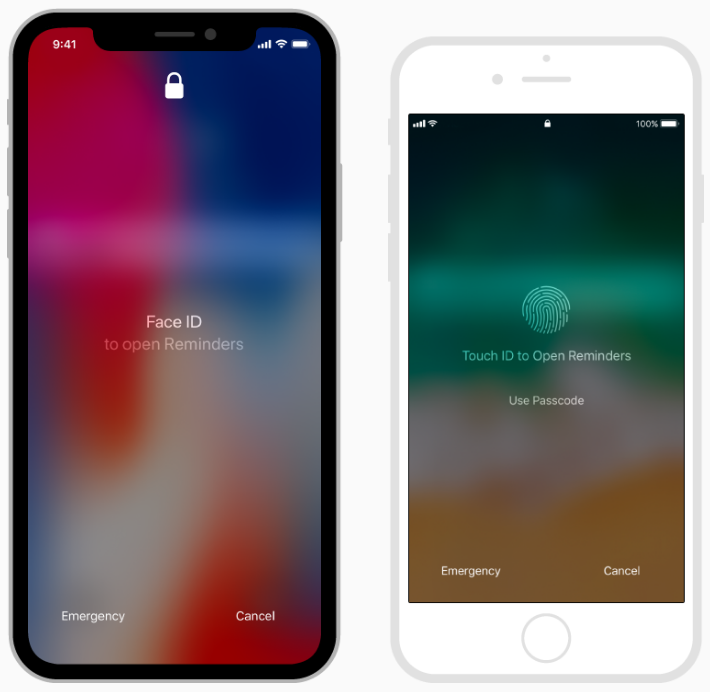 9:41
Face ID
to open Reminders
Emergency
Cancel
100%
Touch ID to Open Reminders
Use Passcode
Emergency
Cancel